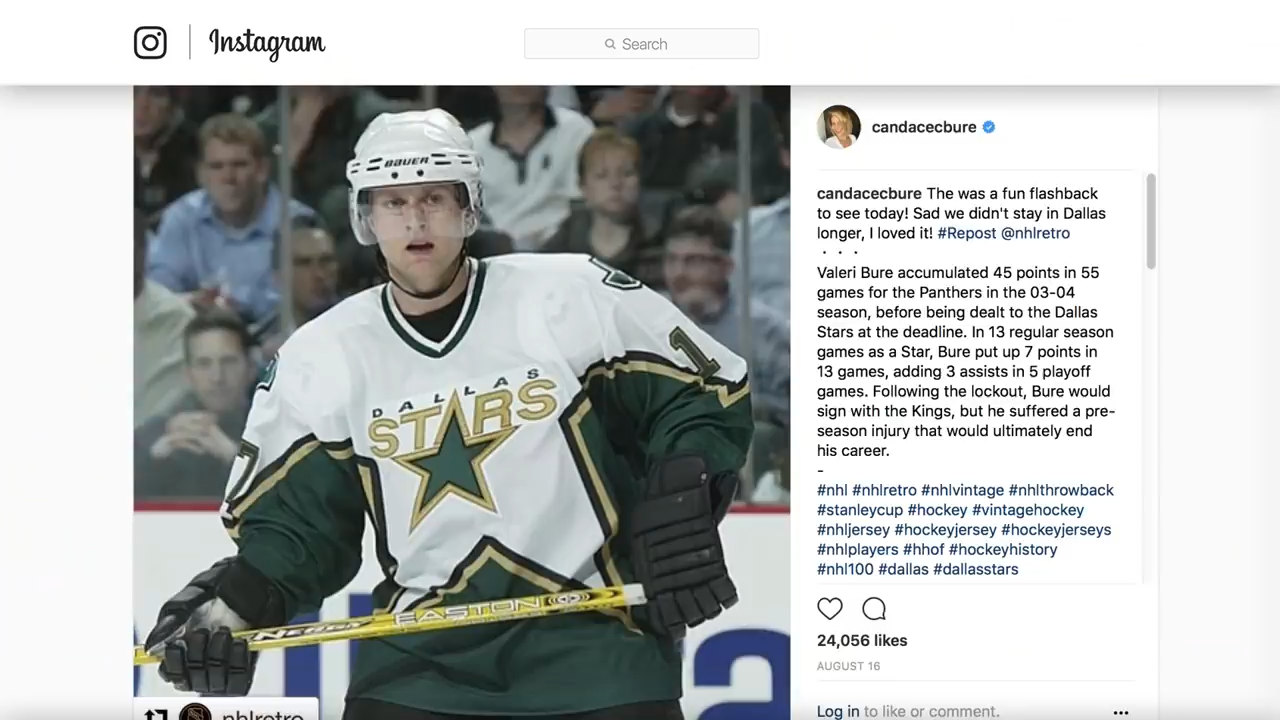 Instagram
Search
candacecbure
candacecbure The was a fun flashback
to see today! Sad we didn't stay in Dallas
longer, I loved it! #Repost @nhlretro
· · ·
Valeri Bure accumulated 45 points in 55
games for the Panthers in the 03-04
season, before being dealt to the Dallas
Stars at the deadline. In 13 regular season
games as a Star, Bure put up 7 points in
13 games, adding 3 assists in 5 playoff
games. Following the lockout, Bure would
sign with the Kings, but he suffered a pre-
season injury that would ultimately end
his career.
-
#nhl #nhlretro #nhlvintage #nhlthrowback
#stanleycup #hockey #vintagehockey
#nhljersey #hockeyjersey #hockeyjerseys
#nhlplayers #hhof #hockeyhistory
#nhl100 #dallas #dallasstars
24,056 likes
AUGUST 16
Log in to like or comment.
BAUER
1
DALLAS
STARS
EASTON
nhlretro